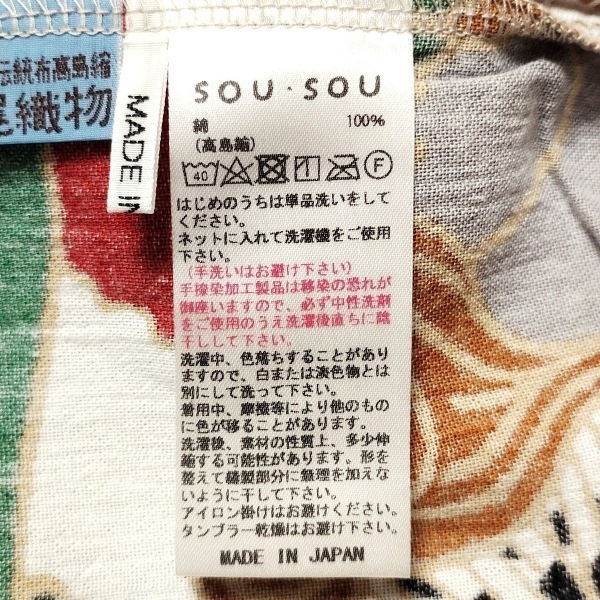 伝統布高島縮
織物
MADE IN
SOU・SOU
綿 100%
(高島縮)
40 F
はじめのうちは単品洗いをして
ください。
ネットに入れて洗濯機をご使用
下さい。
(手洗いはお避け下さい)
手捺染加工製品は移染の恐れが
御座いますので、必ず中性洗剤
をご使用のうえ洗濯後直ちに陰
干しして下さい。
洗濯中、色落ちすることがあり
ますので、白または淡色物とは
別にして洗って下さい。
着用中、摩擦等により他のもの
に色が移ることがあります。
洗濯後、素材の性質上、多少伸
縮する可能性があります。形を
整えて縫製部分に無理を加えな
いように干して下さい。
アイロン掛けはお避けください。
タンブラー乾燥はお避けください。
MADE IN JAPAN